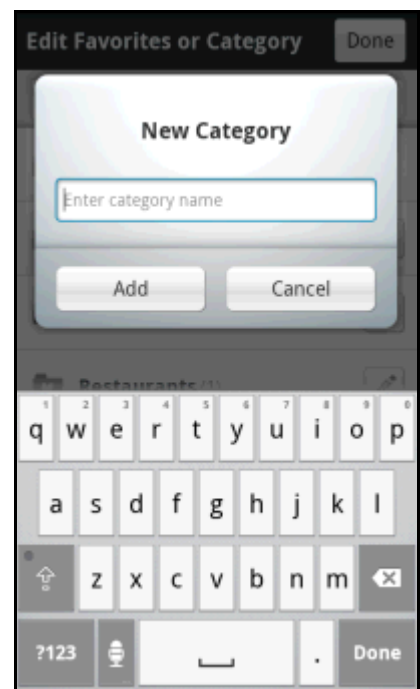 Edit Favorites or Category Done
New Category
Enter category name
Add Cancel
Restaurants (1)
1 2 3 4 5 6 7 8 9 0
q w e r t y u i o p
a s d f g h j k l
z x c v b n m
?123 . Done